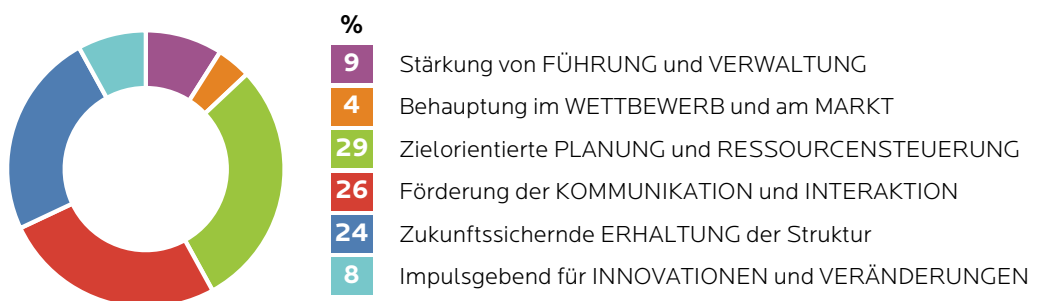 %
9 Stärkung von FÜHRUNG und VERWALTUNG
4 Behauptung im WETTBEWERB und am MARKT
29 Zielorientierte PLANUNG und RESSOURCENSTEUERUNG
26 Förderung der KOMMUNIKATION und INTERAKTION
24 Zukunftssichernde ERHALTUNG der Struktur
8 Impulsgebend für INNOVATIONEN und VERÄNDERUNGEN